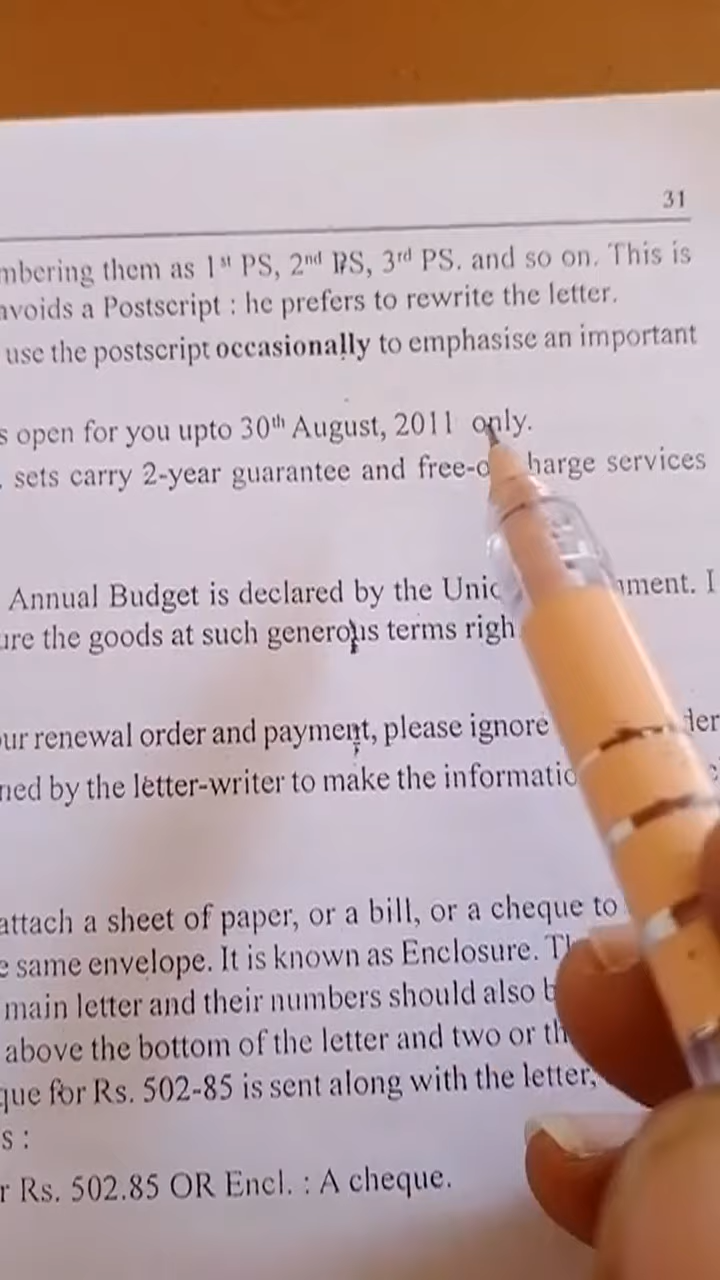 31
mbering them as 1st PS, 2nd PS, 3rd PS. and so on. This is
avoids a Postscript : he prefers to rewrite the letter.
use the postscript occasionally to emphasise an important
s open for you upto 30th August, 2011 only.
sets carry 2-year guarantee and free-o harge services
Annual Budget is declared by the Unio nment. I
ure the goods at such generous terms righ
ur renewal order and payment, please ignore der
ned by the letter-writer to make the informatio
attach a sheet of paper, or a bill, or a cheque to
e same envelope. It is known as Enclosure. Th
main letter and their numbers should also b
above the bottom of the letter and two or th
que for Rs. 502-85 is sent along with the letter,
s :
r Rs. 502.85 OR Encl. : A cheque.